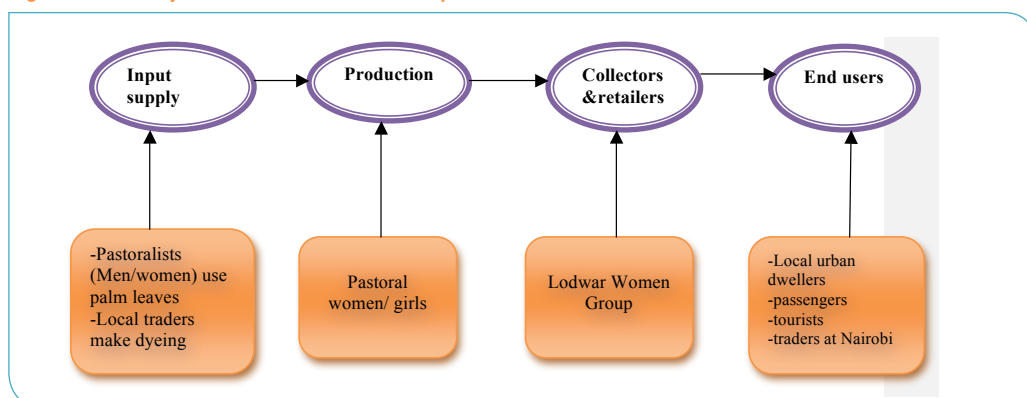 Input
supply
Production
Collectors
&retailers
End users
-Pastoralists
(Men/women) use
palm leaves
-Local traders
make dyeing
Pastoral
women/ girls
Lodwar Women
Group
-Local urban
dwellers
-passengers
-tourists
-traders at Nairobi